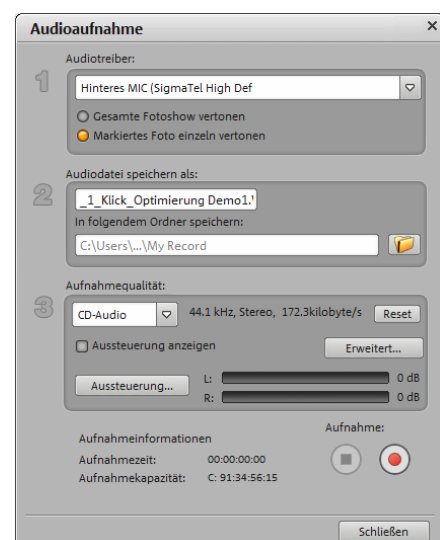 Audioaufnahme
1
Audiotreiber:
Hinteres MIC (SigmaTel High Def
Gesamte Fotoshow vertonen
Markiertes Foto einzeln vertonen
2
Audiodatei speichern als:
_1_Klick_Optimierung Demo1.
In folgendem Ordner speichern:
C:\Users\...\My Record
3
Aufnahmequalität:
CD-Audio 44.1 kHz, Stereo, 172.3kilobyte/s Reset
Aussteuerung anzeigen Erweitert...
Aussteuerung... L: 0 dB
R: 0 dB
Aufnahmeinformationen Aufnahme:
Aufnahmezeit: 00:00:00:00
Aufnahmekapazität: C: 91:34:56:15
Schließen